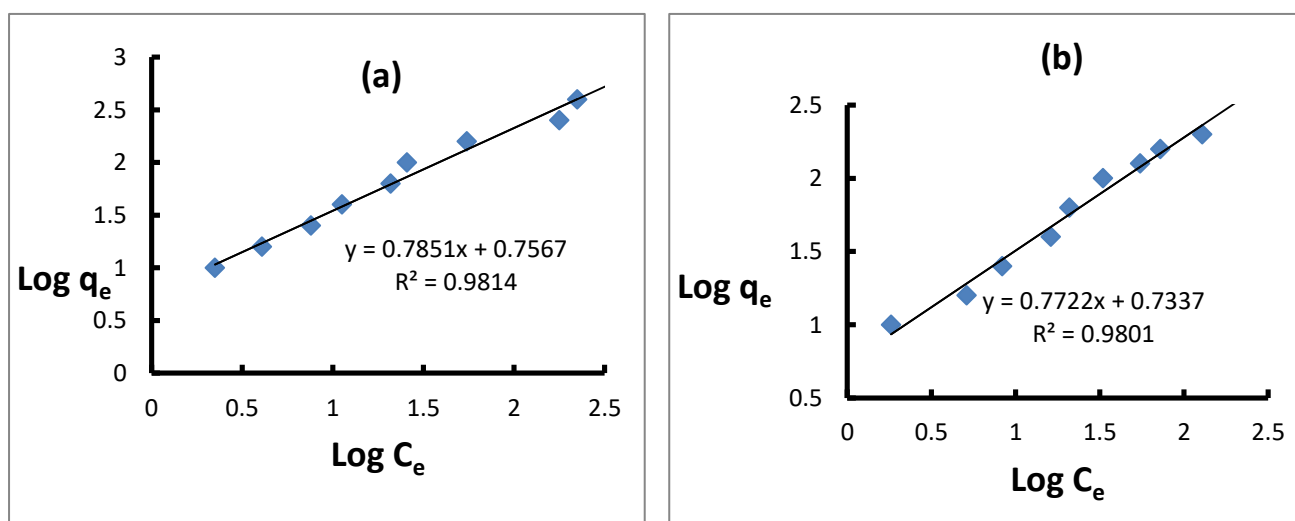 (a)
3
2.5
2
1.5
1
0.5
0
Log qₑ
y = 0.7851x + 0.7567
R² = 0.9814
0 0.5 1 1.5 2 2.5
Log Cₑ
(b)
2.5
2
1.5
1
0.5
Log qₑ
y = 0.7722x + 0.7337
R² = 0.9801
0 0.5 1 1.5 2 2.5
Log Cₑ